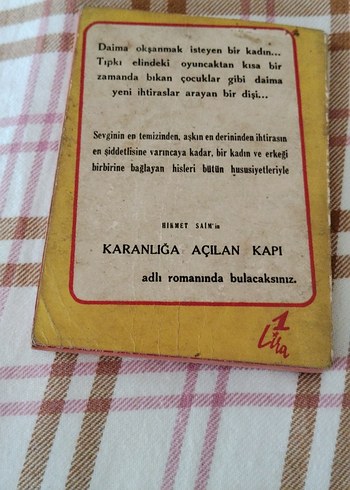 Daima okşanmak isteyen bir kadın...
Tıpkı elindeki oyuncaktan kısa bir
zamanda bıkan çocuklar gibi daima
yeni ihtiraslar arayan bir dişi...
Sevginin en temizinden, aşkın en derininden ihtirasın
en şiddetlisine varıncaya kadar, bir kadın ve erkeği
birbirine bağlayan hisleri bütün hususiyetleriyle
HİKMET SAİM'in
KARANLIĞA AÇILAN KAPI
adlı romanında bulacaksınız.
1
Lira